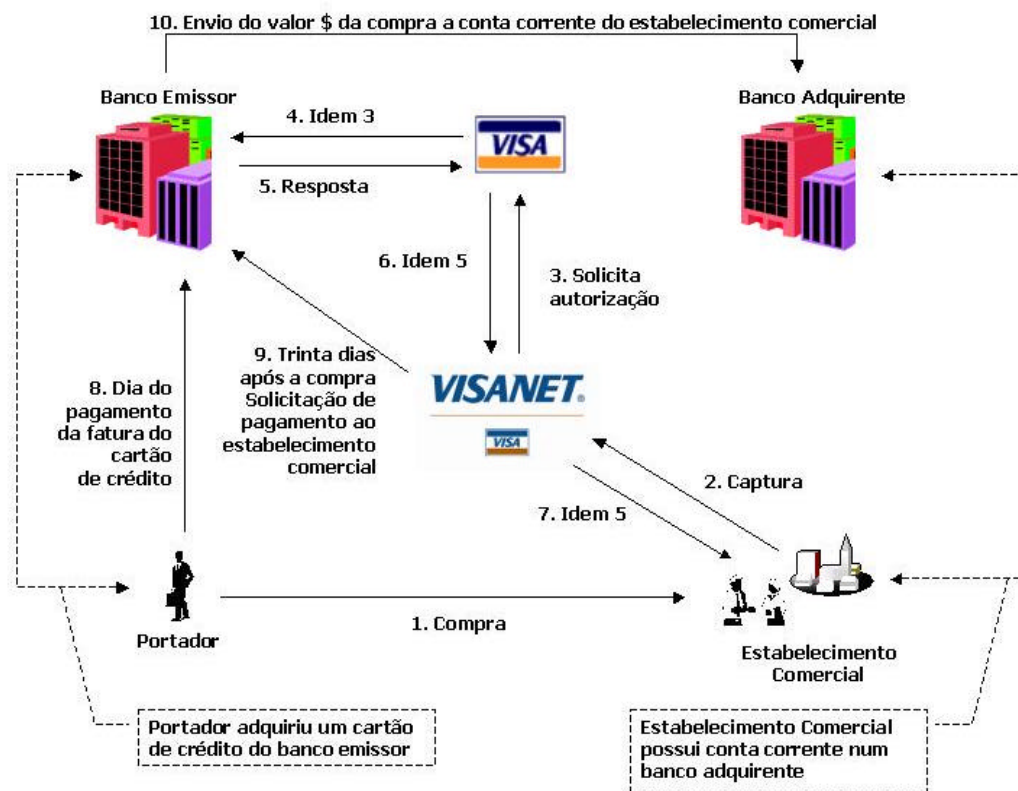 10. Envio do valor $ da compra a conta corrente do estabelecimento comercial
Banco Emissor
Banco Adquirente
4. Idem 3
VISA
5. Resposta
6. Idem 5
3. Solicita
autorização
9. Trinta dias
após a compra
Solicitação de
pagamento ao
estabelecimento
comercial
VISANET®
VISA
8. Dia do
pagamento
da fatura do
cartão
de crédito
2. Captura
7. Idem 5
1. Compra
Portador
Estabelecimento
Comercial
Portador adquiriu um cartão
de crédito do banco emissor
Estabelecimento Comercial
possui conta corrente num
banco adquirente